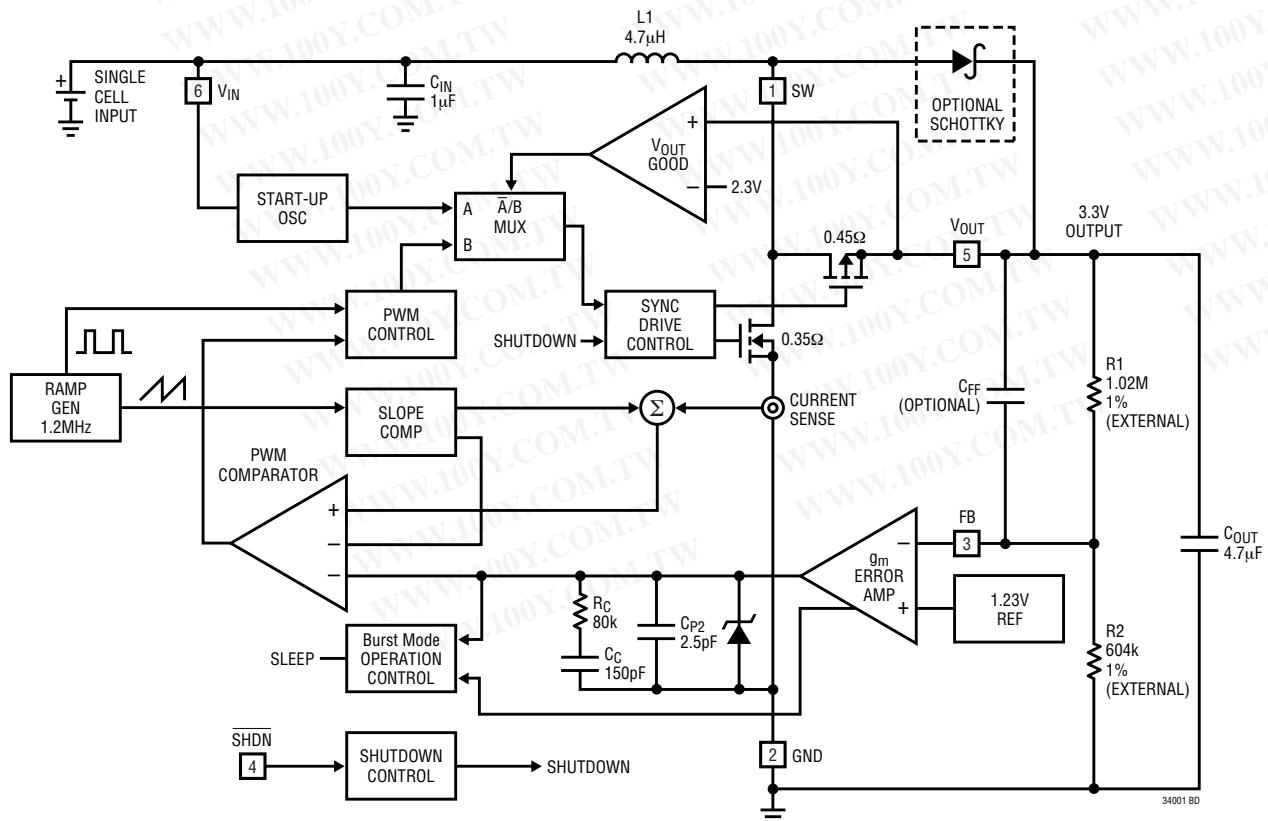 L1
4.7μH
+
SINGLE
CELL
INPUT
6
VIN
CIN
1μF
1
SW
OPTIONAL
SCHOTTKY
+
VOUT
GOOD
–
2.3V
START-UP
OSC
A
A/B
MUX
B
3.3V
OUTPUT
VOUT
5
0.45Ω
PWM
CONTROL
SYNC
DRIVE
CONTROL
SHUTDOWN
0.35Ω
RAMP
GEN
1.2MHz
SLOPE
COMP
Σ
CURRENT
SENSE
CFF
(OPTIONAL)
R1
1.02M
1%
(EXTERNAL)
PWM
COMPARATOR
+
–
–
FB
3
–
gm
ERROR
AMP
+
1.23V
REF
COUT
4.7μF
R2
604k
1%
(EXTERNAL)
RC
80k
CC
150pF
CP2
2.5pF
Burst Mode
OPERATION
CONTROL
SLEEP
SHDN
4
SHUTDOWN
CONTROL
SHUTDOWN
2
GND
34001 BD
WWW.100Y.COM.TW